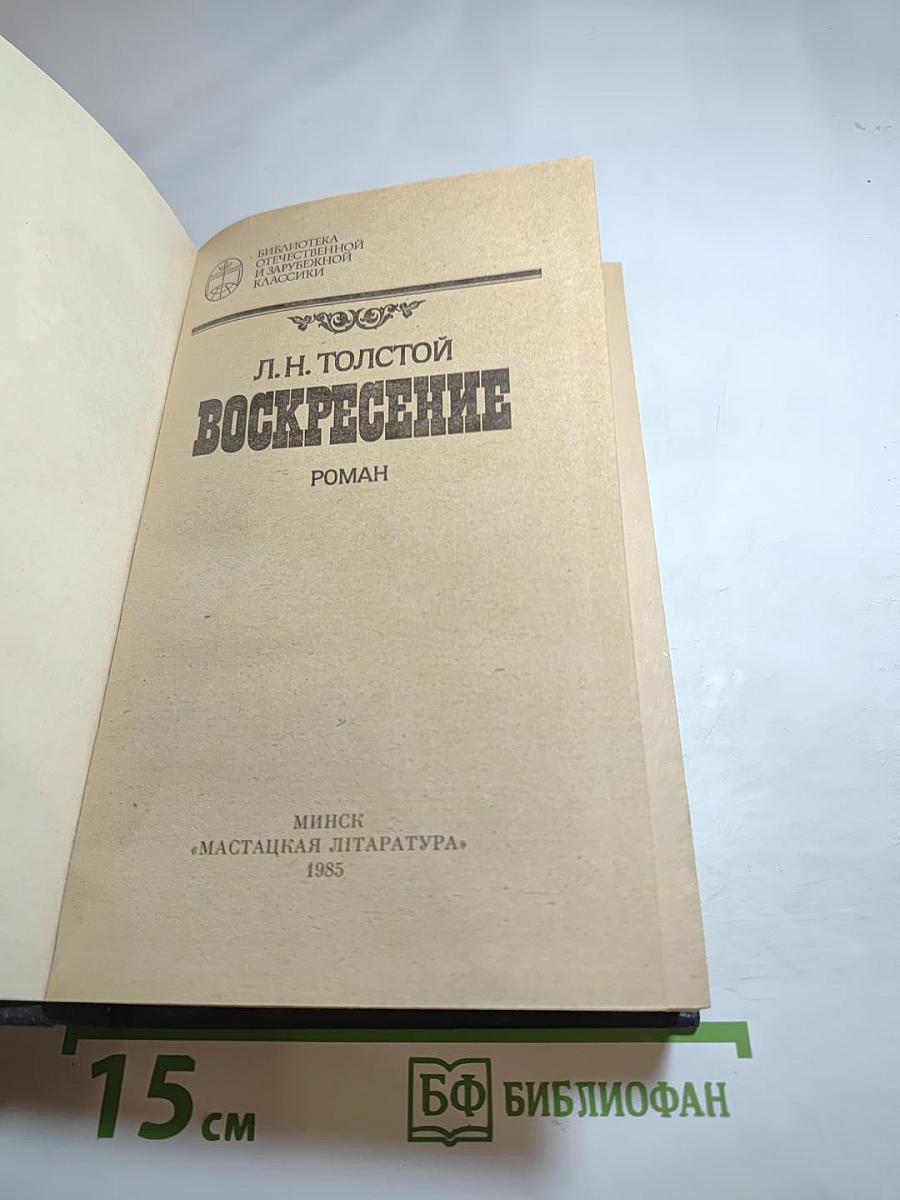 БИБЛИОТЕКА
ОТЕЧЕСТВЕННОЙ
И ЗАРУБЕЖНОЙ
КЛАССИКИ
Л. Н. ТОЛСТОЙ
ВОСКРЕСЕНИЕ
РОМАН
МИНСК
«МАСТАЦКАЯ ЛІТАРАТУРА»
1985
15 см
БФ БИБЛИОФАН